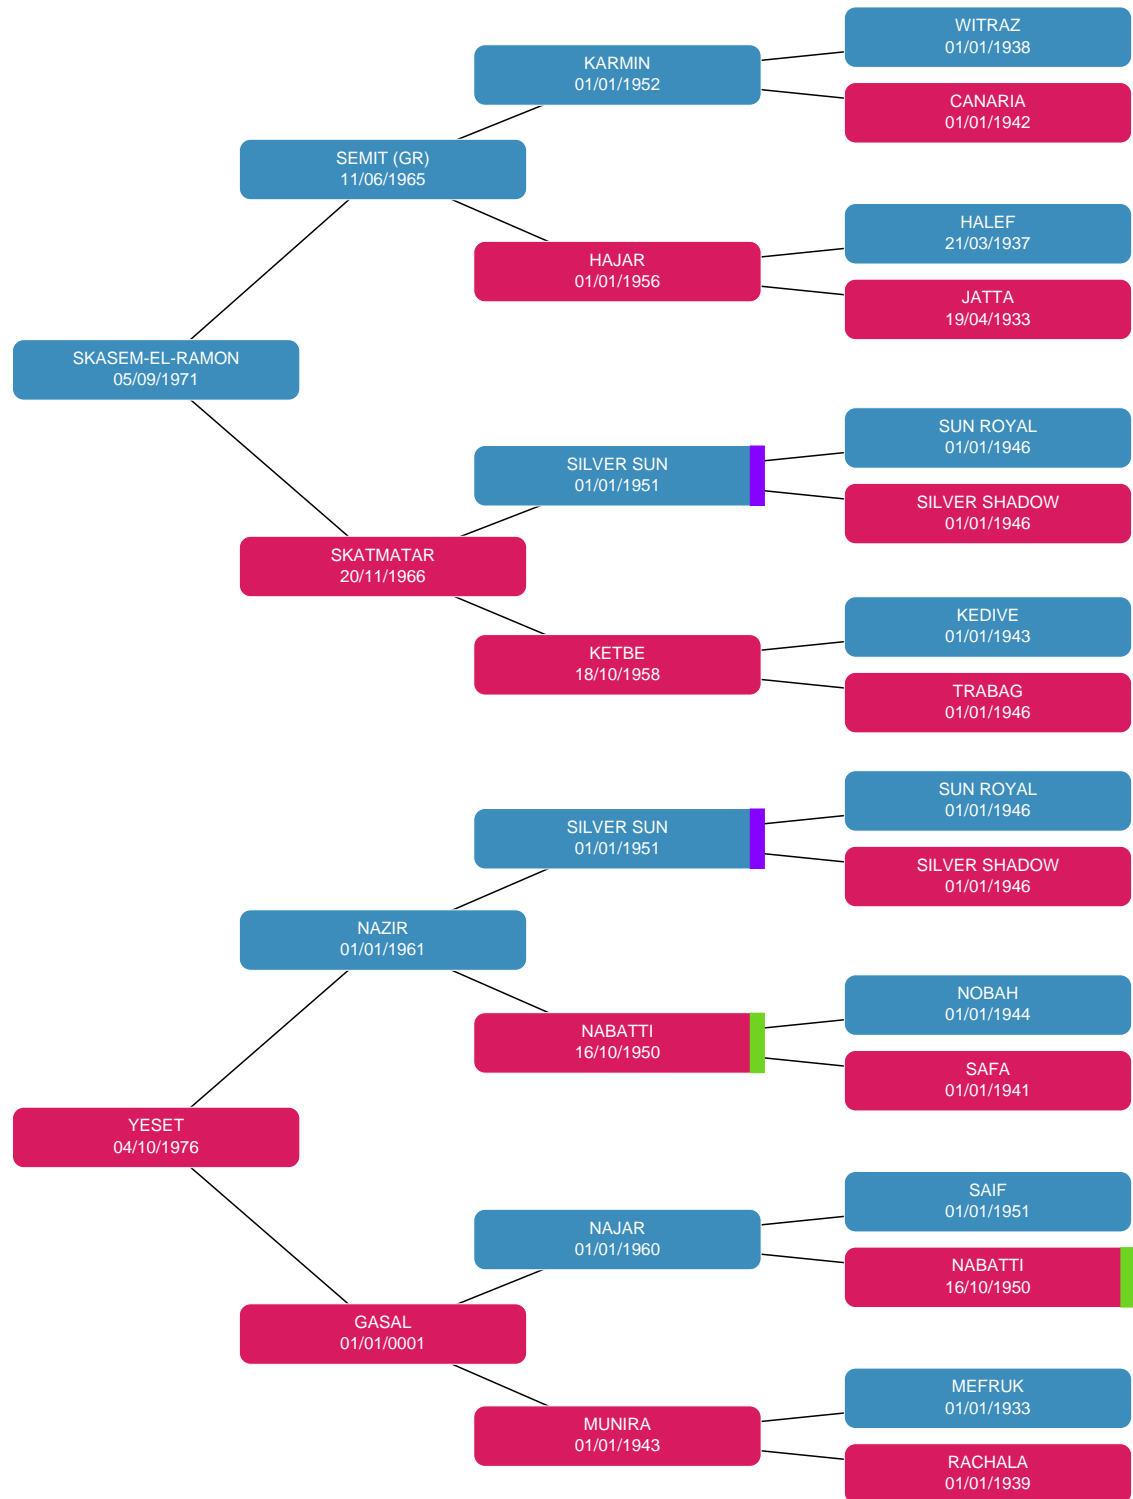 WITRAZ
01/01/1938
KARMIN
01/01/1952
CANARIA
01/01/1942
SEMIT (GR)
11/06/1965
HALEF
21/03/1937
HAJAR
01/01/1956
JATTA
19/04/1933
SKASEM-EL-RAMON
05/09/1971
SUN ROYAL
01/01/1946
SILVER SUN
01/01/1951
SILVER SHADOW
01/01/1946
SKATMATAR
20/11/1966
KEDIVE
01/01/1943
KETBE
18/10/1958
TRABAG
01/01/1946
SUN ROYAL
01/01/1946
SILVER SUN
01/01/1951
SILVER SHADOW
01/01/1946
NAZIR
01/01/1961
NOBAH
01/01/1944
NABATTI
16/10/1950
SAFA
01/01/1941
YESET
04/10/1976
SAIF
01/01/1951
NAJAR
01/01/1960
NABATTI
16/10/1950
GASAL
01/01/0001
MEFRUK
01/01/1933
MUNIRA
01/01/1943
RACHALA
01/01/1939